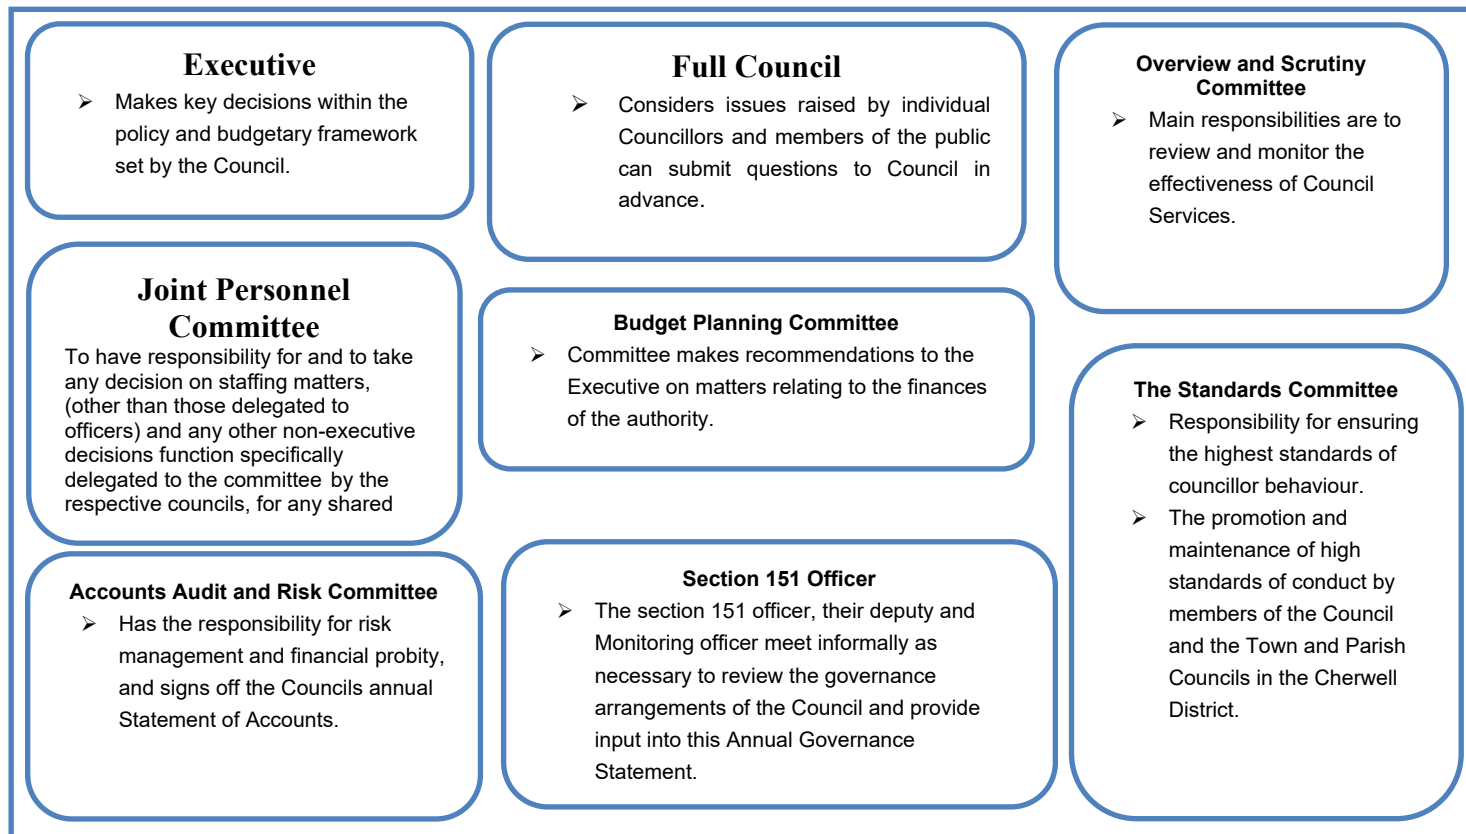 Executive
➢ Makes key decisions within the
policy and budgetary framework
set by the Council.
Full Council
➢ Considers issues raised by individual
Councillors and members of the public
can submit questions to Council in
advance.
Overview and Scrutiny
Committee
➢ Main responsibilities are to
review and monitor the
effectiveness of Council
Services.
Joint Personnel
Committee
To have responsibility for and to take
any decision on staffing matters,
(other than those delegated to
officers) and any other non-executive
decisions function specifically
delegated to the committee by the
respective councils, for any shared
Budget Planning Committee
➢ Committee makes recommendations to the
Executive on matters relating to the finances
of the authority.
The Standards Committee
➢ Responsibility for ensuring
the highest standards of
councillor behaviour.
➢ The promotion and
maintenance of high
standards of conduct by
members of the Council
and the Town and Parish
Councils in the Cherwell
District.
Accounts Audit and Risk Committee
➢ Has the responsibility for risk
management and financial probity,
and signs off the Councils annual
Statement of Accounts.
Section 151 Officer
➢ The section 151 officer, their deputy and
Monitoring officer meet informally as
necessary to review the governance
arrangements of the Council and provide
input into this Annual Governance
Statement.